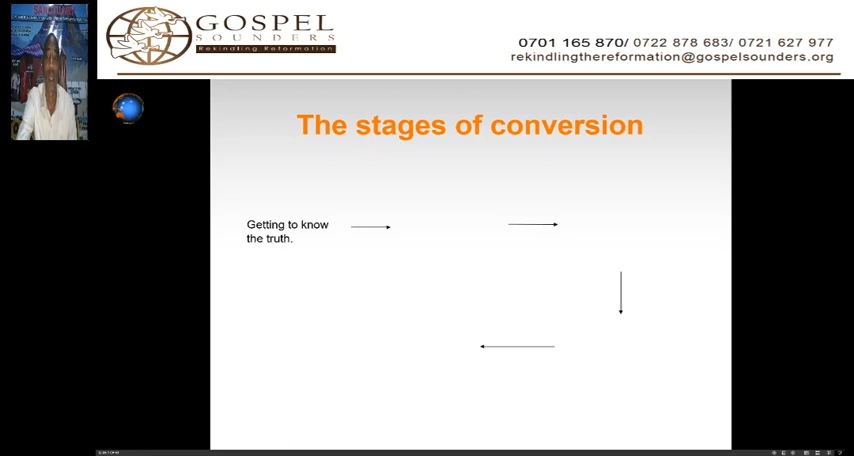 SANCTUARY
GOSPEL
SOUNDERS
Rekindling Reformation
0701 165 870/ 0722 878 683/ 0721 627 977
rekindlingthereformation@gospelsounders.org
The stages of conversion
Getting to know
the truth.